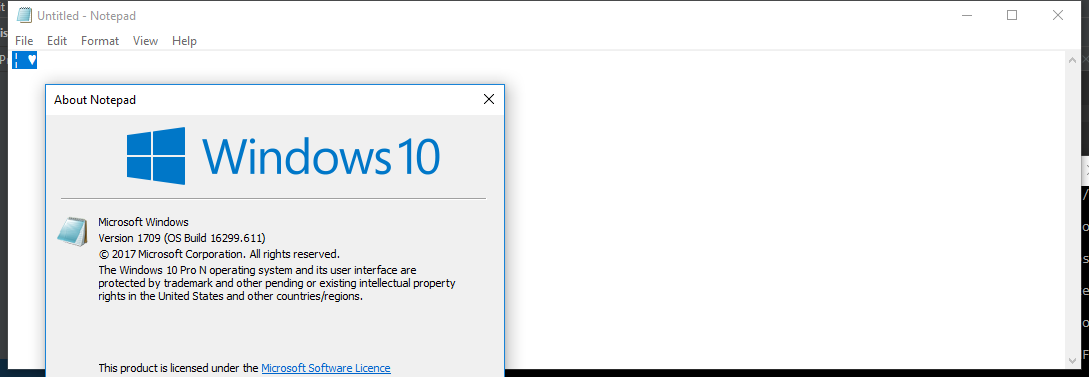 Untitled - Notepad
File Edit Format View Help
¦ ♥
About Notepad
Windows 10
Microsoft Windows
Version 1709 (OS Build 16299.611)
© 2017 Microsoft Corporation. All rights reserved.
The Windows 10 Pro N operating system and its user interface are
protected by trademark and other pending or existing intellectual property
rights in the United States and other countries/regions.
This product is licensed under the Microsoft Software Licence